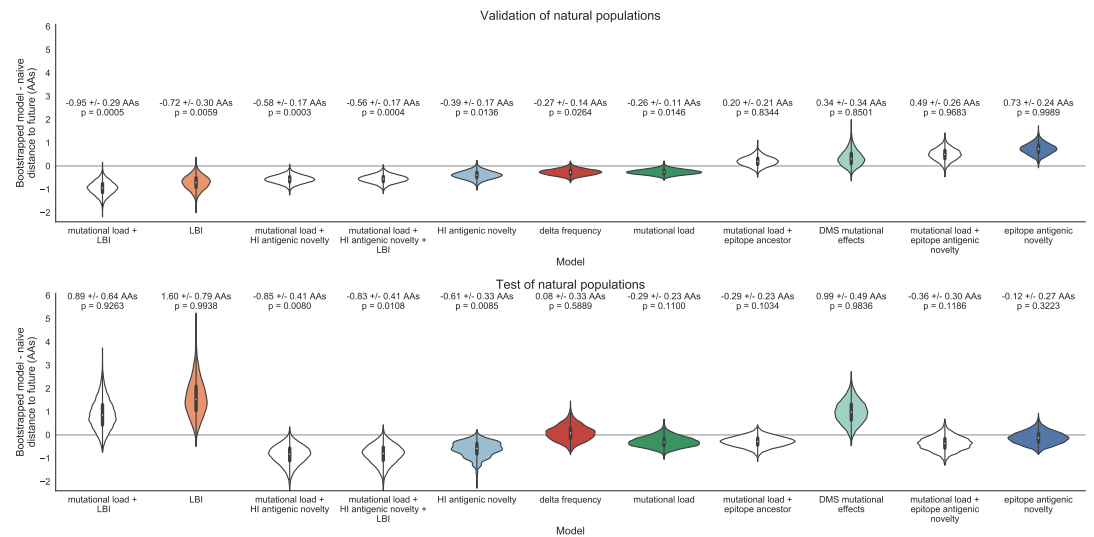 Validation of natural populations
Bootstrapped model - naive
distance to future (AAs)
6
5
4
3
2
1
0
−1
−2
-0.95 +/- 0.29 AAs
p = 0.0005
-0.72 +/- 0.30 AAs
p = 0.0059
-0.58 +/- 0.17 AAs
p = 0.0003
-0.56 +/- 0.17 AAs
p = 0.0004
-0.39 +/- 0.17 AAs
p = 0.0136
-0.27 +/- 0.14 AAs
p = 0.0264
-0.26 +/- 0.11 AAs
p = 0.0146
0.20 +/- 0.21 AAs
p = 0.8344
0.34 +/- 0.34 AAs
p = 0.8501
0.49 +/- 0.26 AAs
p = 0.9683
0.73 +/- 0.24 AAs
p = 0.9989
mutational load +
LBI
LBI
mutational load +
HI antigenic novelty
mutational load +
HI antigenic novelty +
LBI
HI antigenic novelty
delta frequency
mutational load
mutational load +
epitope ancestor
DMS mutational
effects
mutational load +
epitope antigenic
novelty
epitope antigenic
novelty
Model
Test of natural populations
Bootstrapped model - naive
distance to future (AAs)
6
5
4
3
2
1
0
−1
−2
0.89 +/- 0.64 AAs
p = 0.9263
1.60 +/- 0.79 AAs
p = 0.9938
-0.85 +/- 0.41 AAs
p = 0.0080
-0.83 +/- 0.41 AAs
p = 0.0108
-0.61 +/- 0.33 AAs
p = 0.0085
0.08 +/- 0.33 AAs
p = 0.5889
-0.29 +/- 0.23 AAs
p = 0.1100
-0.29 +/- 0.23 AAs
p = 0.1034
0.99 +/- 0.49 AAs
p = 0.9836
-0.36 +/- 0.30 AAs
p = 0.1186
-0.12 +/- 0.27 AAs
p = 0.3223
mutational load +
LBI
LBI
mutational load +
HI antigenic novelty
mutational load +
HI antigenic novelty +
LBI
HI antigenic novelty
delta frequency
mutational load
mutational load +
epitope ancestor
DMS mutational
effects
mutational load +
epitope antigenic
novelty
epitope antigenic
novelty
Model